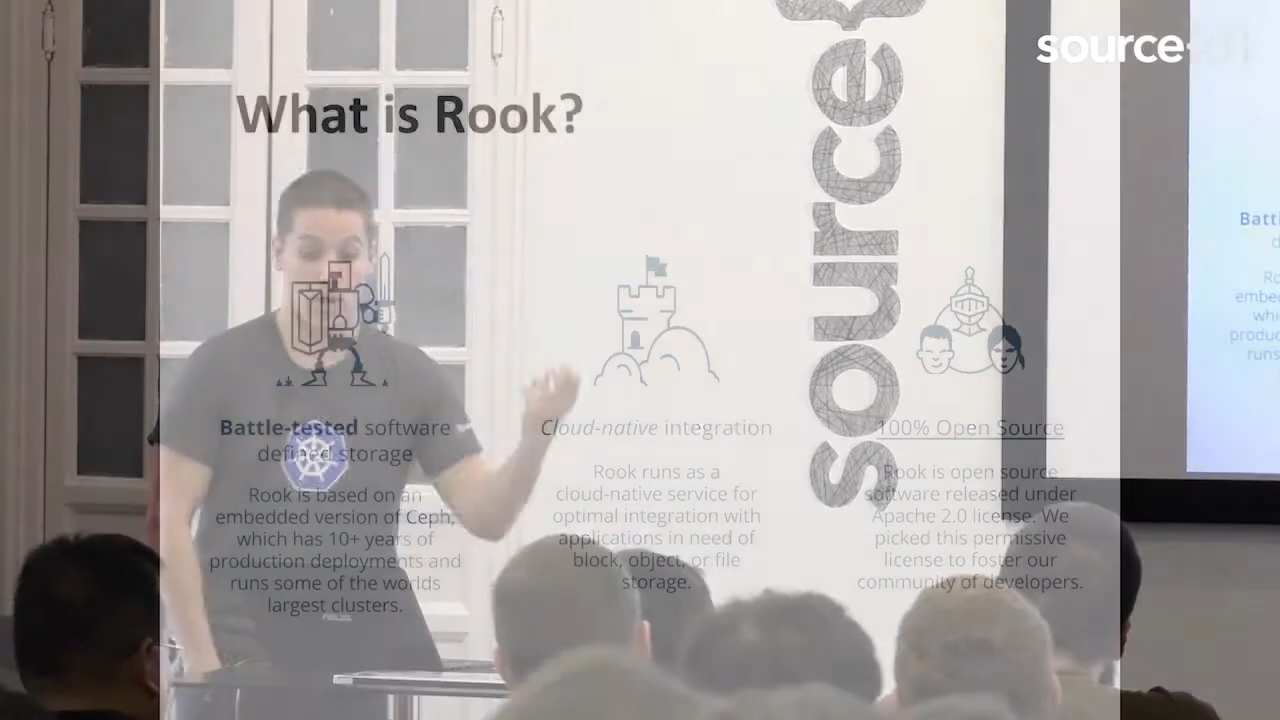 source
What is Rook?
source{
Battle-tested software
defined storage
Rook is based on an
embedded version of Ceph,
which has 10+ years of
production deployments and
runs some of the worlds
largest clusters.
Cloud-native integration
Rook runs as a
cloud-native service for
optimal integration with
applications in need of
block, object, or file
storage.
100% Open Source
Rook is open source
software released under
Apache 2.0 license. We
picked this permissive
license to foster our
community of developers.